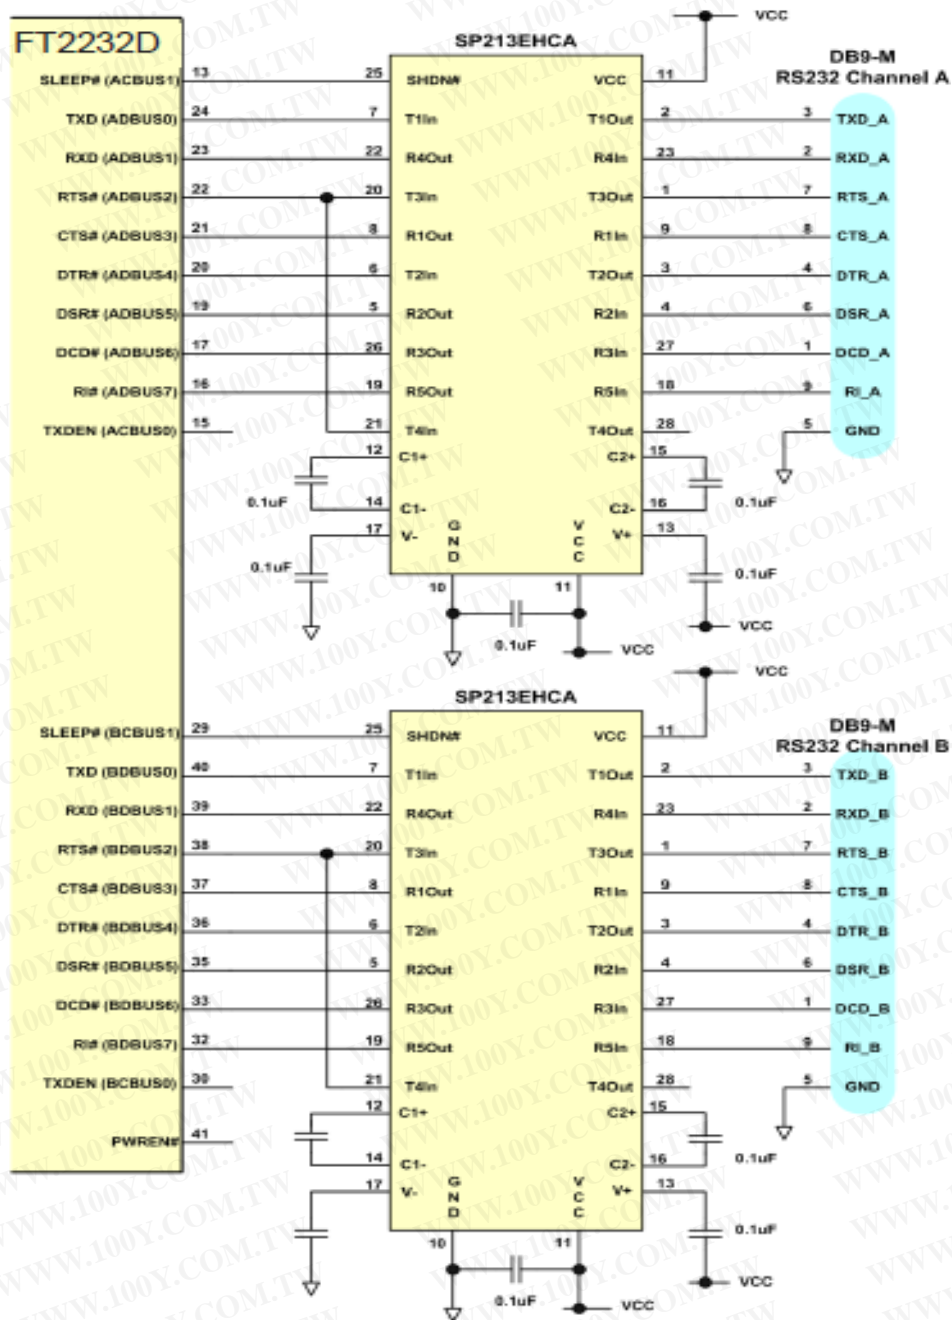 VCC
FT2232D
SP213EHCA
DB9-M
RS232 Channel A
SLEEP# (ACBUS1) 13 25 SHDN# VCC 11
TXD (ADBUS0) 24 7 T1In T1Out 2 3 TXD_A
RXD (ADBUS1) 23 22 R4Out R4In 23 2 RXD_A
RTS# (ADBUS2) 22 20 T3In T3Out 1 7 RTS_A
CTS# (ADBUS3) 21 8 R1Out R1In 9 8 CTS_A
DTR# (ADBUS4) 20 6 T2In T2Out 3 4 DTR_A
DSR# (ADBUS5) 19 5 R2Out R2In 4 6 DSR_A
DCD# (ADBUS6) 17 26 R3Out R3In 27 1 DCD_A
RI# (ADBUS7) 16 19 R5Out R5In 18 9 RI_A
TXDEN (ACBUS0) 15 21 T4In T4Out 28 5 GND
12 C1+ C2+ 15
0.1uF 14 C1- C2- 16 0.1uF
17 V- GND VCC V+ 13
0.1uF 10 11 0.1uF
VCC
0.1uF VCC
VCC
SP213EHCA
DB9-M
RS232 Channel B
SLEEP# (BCBUS1) 29 25 SHDN# VCC 11
TXD (BDBUS0) 40 7 T1In T1Out 2 3 TXD_B
RXD (BDBUS1) 39 22 R4Out R4In 23 2 RXD_B
RTS# (BDBUS2) 38 20 T3In T3Out 1 7 RTS_B
CTS# (BDBUS3) 37 8 R1Out R1In 9 8 CTS_B
DTR# (BDBUS4) 36 6 T2In T2Out 3 4 DTR_B
DSR# (BDBUS5) 35 5 R2Out R2In 4 6 DSR_B
DCD# (BDBUS6) 33 26 R3Out R3In 27 1 DCD_B
RI# (BDBUS7) 32 19 R5Out R5In 18 9 RI_B
TXDEN (BCBUS0) 30 21 T4In T4Out 28 5 GND
12 C1+ C2+ 15
PWREN# 41
14 C1- C2- 16 0.1uF
17 V- GND VCC V+ 13
10 11 0.1uF
VCC
0.1uF VCC
WWW.100Y.COM.TW